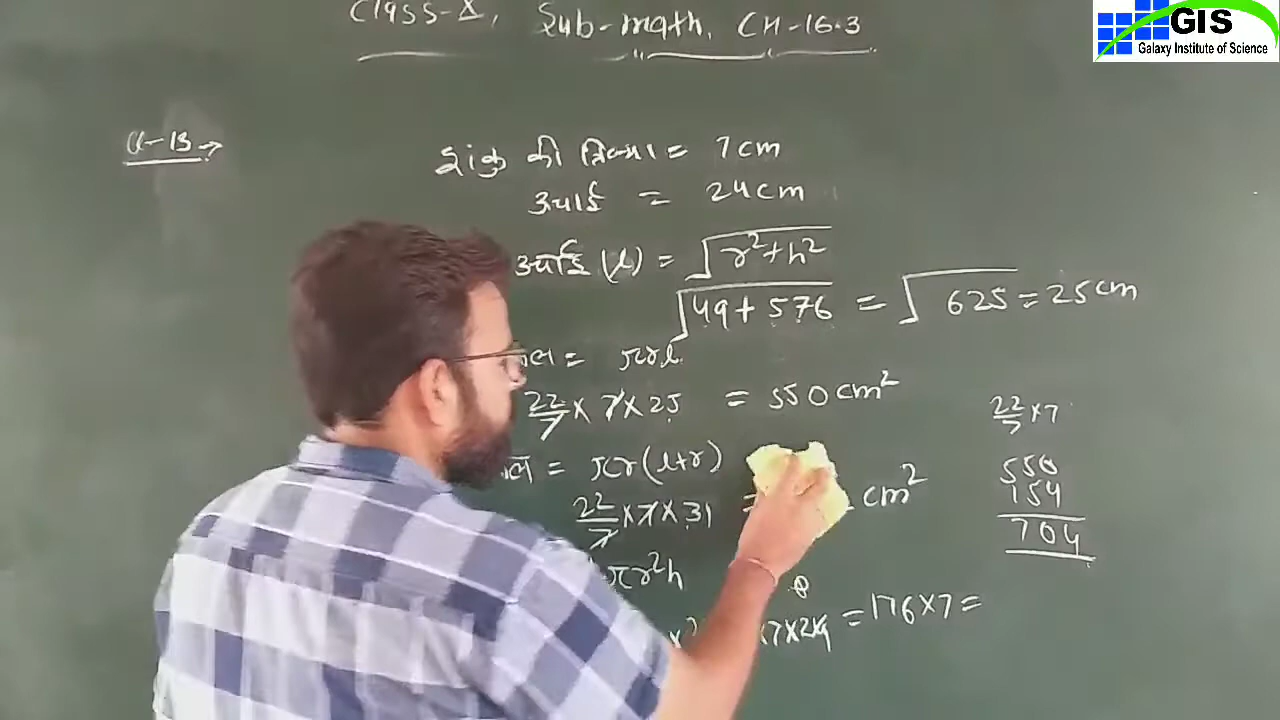 GIS
Galaxy Institute of Science
Class-X, Sub-math, CH-16.3
Q-13→
शंकु की त्रिज्या = 7cm
ऊंचाई = 24cm
ऊंचाई (l) = √r²+h²
√49+576 = √625 = 25cm
= πrl
22/7 × 7 × 25 = 550 cm²
= πr(l+r)
22/7 × 7 × 31 = cm²
πr²h
×7×24 = 176×7 =
8
22/7 × 7
550
154
704